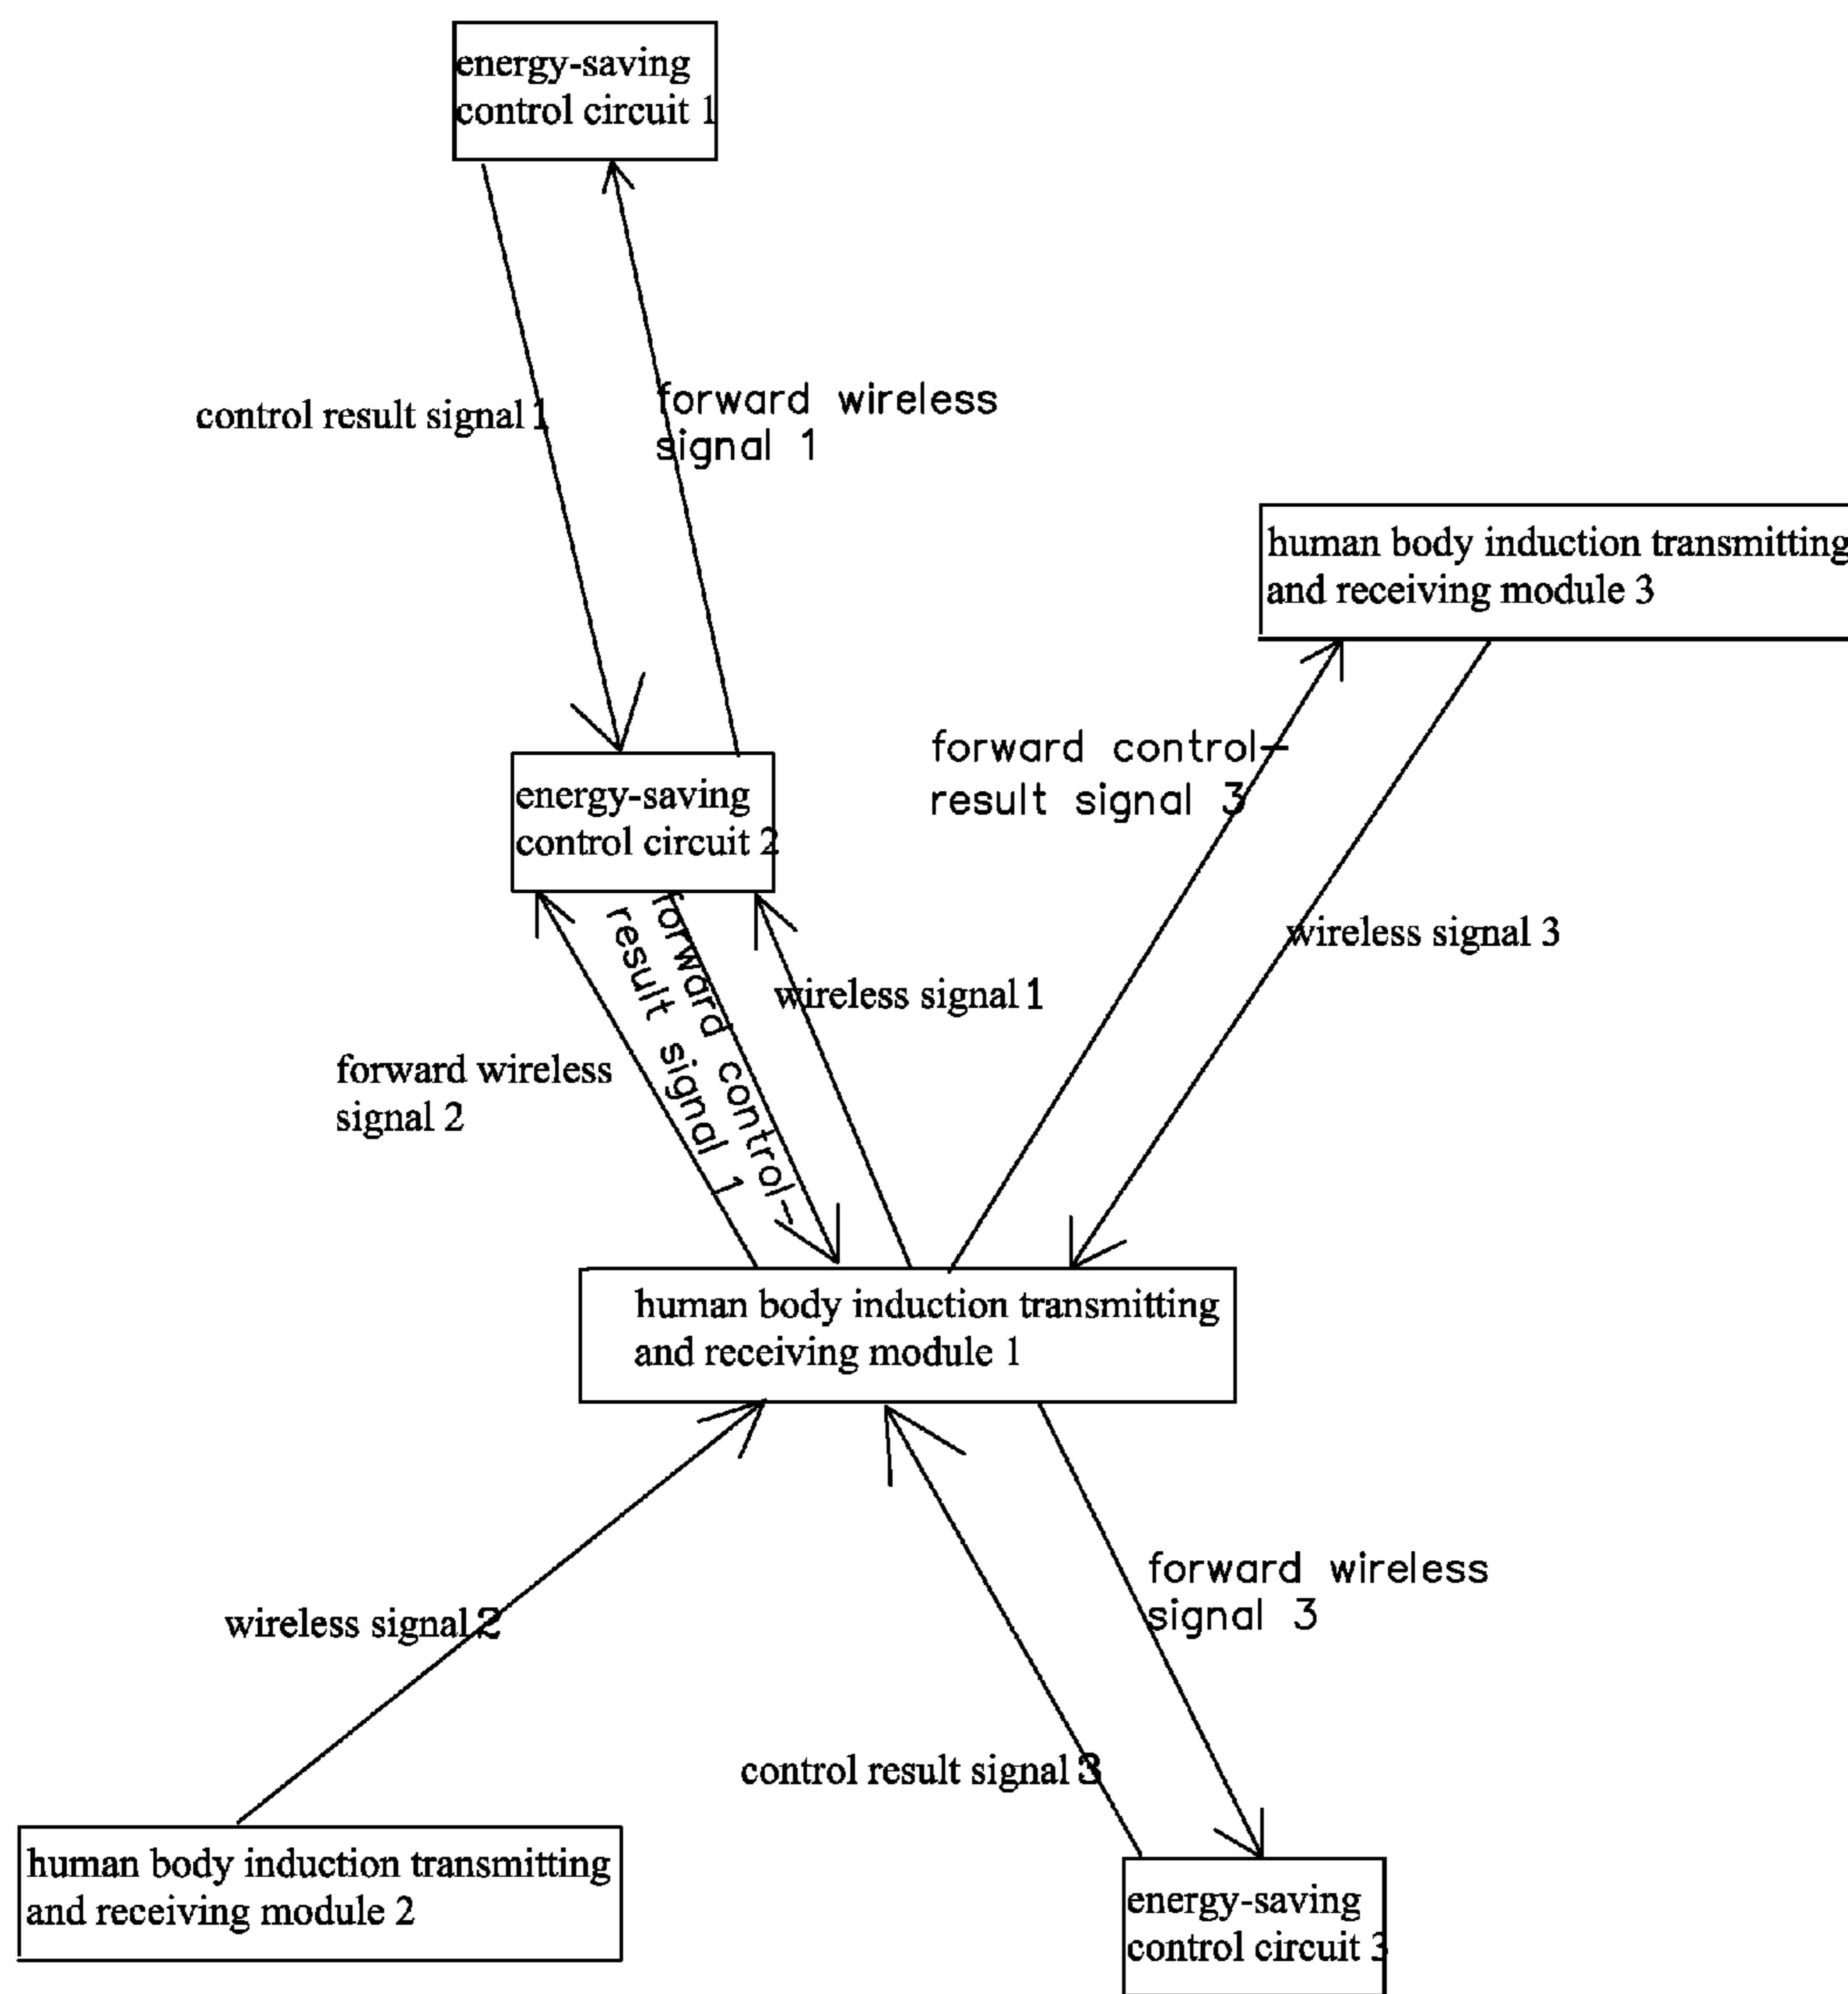 energy-saving
control circuit 1
control result signal 1
forward wireless
signal 1
human body induction transmitting
and receiving module 3
forward control-
result signal 3
energy-saving
control circuit 2
wireless signal 3
forward control-
result signal 1
wireless signal 1
forward wireless
signal 2
human body induction transmitting
and receiving module 1
forward wireless
signal 3
wireless signal 2
control result signal 3
human body induction transmitting
and receiving module 2
energy-saving
control circuit 3